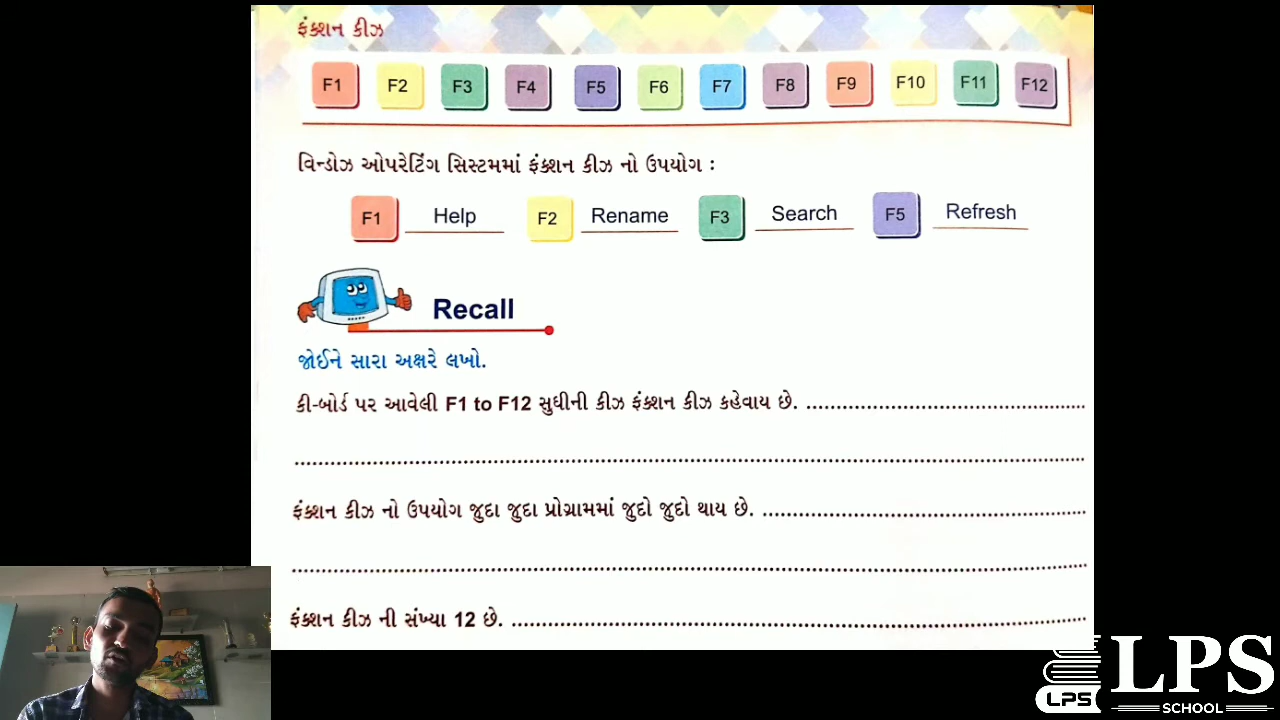 ફંક્શન કીઝ
F1 F2 F3 F4 F5 F6 F7 F8 F9 F10 F11 F12
વિન્ડોઝ ઓપરેટિંગ સિસ્ટમમાં ફંક્શન કીઝ નો ઉપયોગ :
F1 Help F2 Rename F3 Search F5 Refresh
Recall
જોઈને સારા અક્ષરે લખો.
કી-બોર્ડ પર આવેલી F1 to F12 સુધીની કીઝ ફંક્શન કીઝ કહેવાય છે. ..............................
..............................
ફંક્શન કીઝ નો ઉપયોગ જુદા જુદા પ્રોગ્રામમાં જુદો જુદો થાય છે. ..............................
..............................
ફંક્શન કીઝ ની સંખ્યા 12 છે. ..............................
LPS LPS
SCHOOL